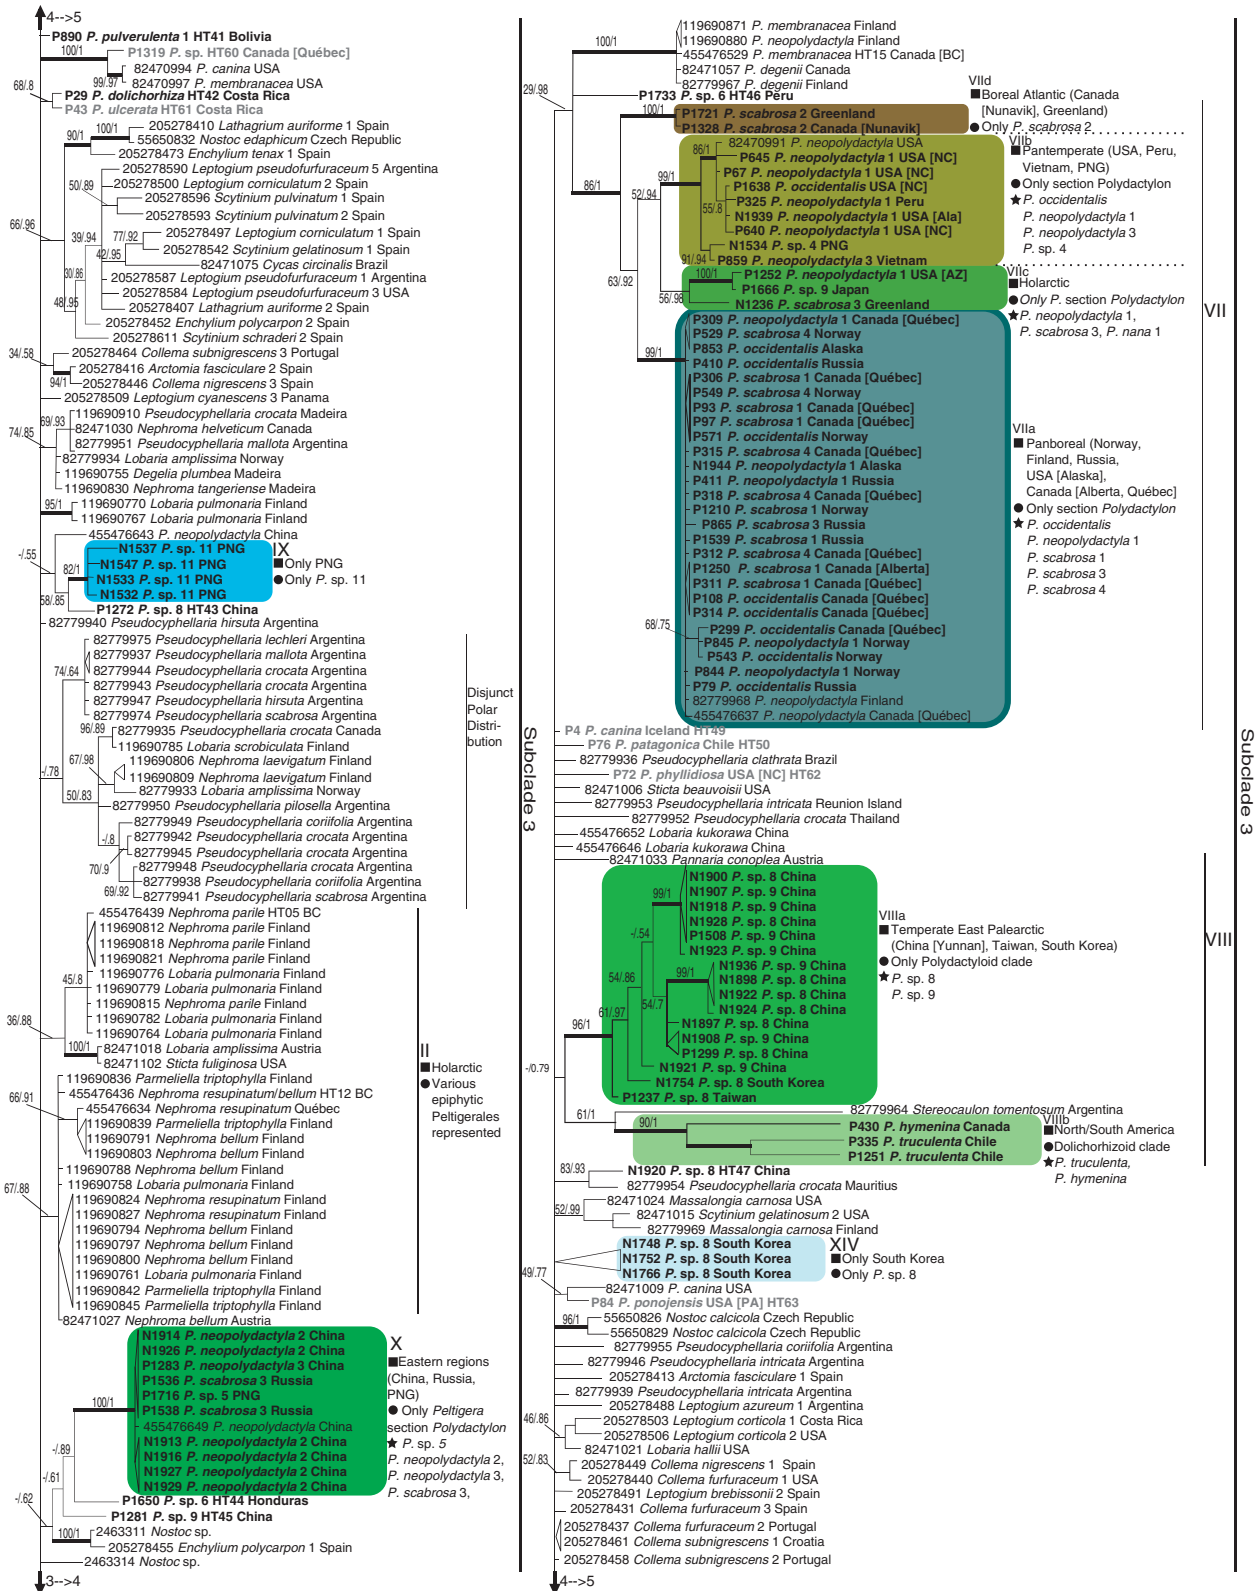 4-->5
P890 P. pulverulenta 1 HT41 Bolivia
100/1
P1319 P. sp. HT60 Canada [Québec]
82470994 P. canina USA
99/.97
82470997 P. membranacea USA
68/.8
P29 P. dolichorhiza HT42 Costa Rica
P43 P. ulcerata HT61 Costa Rica
205278410 Lathagrium auriforme 1 Spain
100/1
90/1
55650832 Nostoc edaphicum Czech Republic
205278473 Enchylium tenax 1 Spain
205278590 Leptogium pseudofurfuraceum 5 Argentina
50/.89
205278500 Leptogium corniculatum 2 Spain
205278596 Scytinium pulvinatum 1 Spain
205278593 Scytinium pulvinatum 2 Spain
66/.96
39/.94
77/.92
205278497 Leptogium corniculatum 1 Spain
42/.95
205278542 Scytinium gelatinosum 1 Spain
82471075 Cycas circinalis Brazil
30/.86
205278587 Leptogium pseudofurfuraceum 1 Argentina
205278584 Leptogium pseudofurfuraceum 3 USA
48/.95
205278407 Lathagrium auriforme 2 Spain
205278452 Enchylium polycarpon 2 Spain
205278611 Scytinium schraderi 2 Spain
34/.58
205278464 Collema subnigrescens 3 Portugal
205278416 Arctomia fasciculare 2 Spain
94/1
205278446 Collema nigrescens 3 Spain
205278509 Leptogium cyanescens 3 Panama
119690910 Pseudocyphellaria crocata Madeira
69/.93
82471030 Nephroma helveticum Canada
74/.85
82779951 Pseudocyphellaria mallota Argentina
82779934 Lobaria amplissima Norway
119690755 Degelia plumbea Madeira
119690830 Nephroma tangeriense Madeira
95/1
119690770 Lobaria pulmonaria Finland
119690767 Lobaria pulmonaria Finland
455476643 P. neopolydactyla China
-/.55
N1537 P. sp. 11 PNG
N1547 P. sp. 11 PNG
82/1
N1533 P. sp. 11 PNG
N1532 P. sp. 11 PNG
IX
■Only PNG
●Only P. sp. 11
58/.85
P1272 P. sp. 8 HT43 China
82779940 Pseudocyphellaria hirsuta Argentina
82779975 Pseudocyphellaria lechleri Argentina
82779937 Pseudocyphellaria mallota Argentina
74/.64
82779944 Pseudocyphellaria crocata Argentina
82779943 Pseudocyphellaria crocata Argentina
82779947 Pseudocyphellaria hirsuta Argentina
82779974 Pseudocyphellaria scabrosa Argentina
96/.89
82779935 Pseudocyphellaria crocata Canada
119690785 Lobaria scrobiculata Finland
67/.98
119690806 Nephroma laevigatum Finland
-/.78
119690809 Nephroma laevigatum Finland
82779933 Lobaria amplissima Norway
50/.83
82779950 Pseudocyphellaria pilosella Argentina
82779949 Pseudocyphellaria coriifolia Argentina
-/.8
82779942 Pseudocyphellaria crocata Argentina
82779945 Pseudocyphellaria crocata Argentina
70/.9
82779948 Pseudocyphellaria crocata Argentina
82779938 Pseudocyphellaria coriifolia Argentina
69/.92
82779941 Pseudocyphellaria scabrosa Argentina
Disjunct
Polar
Distri-
bution
455476439 Nephroma parile HT05 BC
119690812 Nephroma parile Finland
119690818 Nephroma parile Finland
119690821 Nephroma parile Finland
119690776 Lobaria pulmonaria Finland
45/.8
119690779 Lobaria pulmonaria Finland
119690815 Nephroma parile Finland
119690782 Lobaria pulmonaria Finland
36/.88
119690764 Lobaria pulmonaria Finland
100/1
82471018 Lobaria amplissima Austria
82471102 Sticta fuliginosa USA
119690836 Parmeliella triptophylla Finland
455476436 Nephroma resupinatum/bellum HT12 BC
66/.91
455476634 Nephroma resupinatum Québec
119690839 Parmeliella triptophylla Finland
119690791 Nephroma bellum Finland
119690803 Nephroma bellum Finland
119690788 Nephroma bellum Finland
67/.88
119690758 Lobaria pulmonaria Finland
119690824 Nephroma resupinatum Finland
119690827 Nephroma resupinatum Finland
119690794 Nephroma bellum Finland
119690797 Nephroma bellum Finland
119690800 Nephroma bellum Finland
119690761 Lobaria pulmonaria Finland
119690842 Parmeliella triptophylla Finland
119690845 Parmeliella triptophylla Finland
82471027 Nephroma bellum Austria
II
■Holarctic
●Various
epiphytic
Peltigerales
represented
N1914 P. neopolydactyla 2 China
N1926 P. neopolydactyla 2 China
P1283 P. neopolydactyla 3 China
P1536 P. scabrosa 3 Russia
P1716 P. sp. 5 PNG
100/1
P1538 P. scabrosa 3 Russia
455476649 P. neopolydactyla China
N1913 P. neopolydactyla 2 China
N1916 P. neopolydactyla 2 China
N1927 P. neopolydactyla 2 China
N1929 P. neopolydactyla 2 China
X
■Eastern regions
(China, Russia,
PNG)
● Only Peltigera
section Polydactylon
★ P. sp. 5
P. neopolydactyla 2,
P. neopolydactyla 3,
P. scabrosa 3,
-/.89
-/.61
P1650 P. sp. 6 HT44 Honduras
-/.62
P1281 P. sp. 9 HT45 China
100/1
2463311 Nostoc sp.
205278455 Enchylium polycarpon 1 Spain
2463314 Nostoc sp.
3-->4
Subclade 3
119690871 P. membranacea Finland
119690880 P. neopolydactyla Finland
100/1
455476529 P. membranacea HT15 Canada [BC]
82471057 P. degenii Canada
82779967 P. degenii Finland
29/.98
P1733 P. sp. 6 HT46 Peru
100/1
P1721 P. scabrosa 2 Greenland
P1328 P. scabrosa 2 Canada [Nunavik]
VIId
■Boreal Atlantic (Canada
[Nunavik], Greenland)
●Only P. scabrosa 2
82470991 P. neopolydactyla USA
86/1
P645 P. neopolydactyla 1 USA [NC]
P67 P. neopolydactyla 1 USA [NC]
99/1
P1638 P. occidentalis USA [NC]
86/1
52/.94
P325 P. neopolydactyla 1 Peru
55/.8
N1939 P. neopolydactyla 1 USA [Ala]
P640 P. neopolydactyla 1 USA [NC]
N1534 P. sp. 4 PNG
91/.94
P859 P. neopolydactyla 3 Vietnam
VIIb
■Pantemperate (USA, Peru,
Vietnam, PNG)
●Only section Polydactylon
★P. occidentalis
P. neopolydactyla 1
P. neopolydactyla 3
P. sp. 4
100/1
P1252 P. neopolydactyla 1 USA [AZ]
P1666 P. sp. 9 Japan
63/.92
56/.98
N1236 P. scabrosa 3 Greenland
VIIc
■Holarctic
●Only P. section Polydactylon
★P. neopolydactyla 1,
P. scabrosa 3, P. nana 1
VII
P309 P. neopolydactyla 1 Canada [Québec]
P529 P. scabrosa 4 Norway
P853 P. occidentalis Alaska
99/1
P410 P. occidentalis Russia
P306 P. scabrosa 1 Canada [Québec]
P549 P. scabrosa 4 Norway
P93 P. scabrosa 1 Canada [Québec]
P97 P. scabrosa 1 Canada [Québec]
P571 P. occidentalis Norway
P315 P. scabrosa 4 Canada [Québec]
N1944 P. neopolydactyla 1 Alaska
P411 P. neopolydactyla 1 Russia
P318 P. scabrosa 4 Canada [Québec]
P1210 P. scabrosa 1 Norway
P865 P. scabrosa 3 Russia
P1539 P. scabrosa 1 Russia
P312 P. scabrosa 4 Canada [Québec]
P1250 P. scabrosa 1 Canada [Alberta]
P311 P. scabrosa 1 Canada [Québec]
P108 P. occidentalis Canada [Québec]
P314 P. occidentalis Canada [Québec]
68/.75
P299 P. occidentalis Canada [Québec]
P845 P. neopolydactyla 1 Norway
P543 P. occidentalis Norway
P844 P. neopolydactyla 1 Norway
P79 P. occidentalis Russia
82779968 P. neopolydactyla Finland
455476637 P. neopolydactyla Canada [Québec]
VIIa
■Panboreal (Norway,
Finland, Russia,
USA [Alaska],
Canada [Alberta, Québec]
●Only section Polydactylon
★ P. occidentalis
P. neopolydactyla 1
P. scabrosa 1
P. scabrosa 3
P. scabrosa 4
P4 P. canina Iceland HT49
P76 P. patagonica Chile HT50
82779936 Pseudocyphellaria clathrata Brazil
P72 P. phyllidiosa USA [NC] HT62
82471006 Sticta beauvoisii USA
82779953 Pseudocyphellaria intricata Reunion Island
82779952 Pseudocyphellaria crocata Thailand
455476652 Lobaria kukorawa China
455476646 Lobaria kukorawa China
82471033 Pannaria conoplea Austria
N1900 P. sp. 8 China
N1907 P. sp. 9 China
99/1
N1918 P. sp. 9 China
N1928 P. sp. 8 China
P1508 P. sp. 9 China
-/.54
N1923 P. sp. 9 China
N1936 P. sp. 9 China
54/.86
99/1
N1898 P. sp. 8 China
N1922 P. sp. 8 China
54/.7
N1924 P. sp. 8 China
61/.97
N1897 P. sp. 8 China
N1908 P. sp. 9 China
96/1
P1299 P. sp. 8 China
N1921 P. sp. 9 China
N1754 P. sp. 8 South Korea
P1237 P. sp. 8 Taiwan
VIIIa
■Temperate East Palearctic
(China [Yunnan], Taiwan, South Korea)
●Only Polydactyloid clade
★ P. sp. 8
P. sp. 9
VIII
-/0.79
61/1
82779964 Stereocaulon tomentosum Argentina
90/1
P430 P. hymenina Canada
P335 P. truculenta Chile
P1251 P. truculenta Chile
VIIIb
■North/South America
●Dolichorhizoid clade
★P. truculenta,
P. hymenina
83/.93
N1920 P. sp. 8 HT47 China
82779954 Pseudocyphellaria crocata Mauritius
82471024 Massalongia carnosa USA
52/.99
82471015 Scytinium gelatinosum 2 USA
82779969 Massalongia carnosa Finland
N1748 P. sp. 8 South Korea
N1752 P. sp. 8 South Korea
N1766 P. sp. 8 South Korea
XIV
■Only South Korea
●Only P. sp. 8
49/.77
82471009 P. canina USA
P84 P. ponojensis USA [PA] HT63
96/1
55650826 Nostoc calcicola Czech Republic
55650829 Nostoc calcicola Czech Republic
82779955 Pseudocyphellaria coriifolia Argentina
82779946 Pseudocyphellaria intricata Argentina
205278413 Arctomia fasciculare 1 Spain
82779939 Pseudocyphellaria intricata Argentina
205278488 Leptogium azureum 1 Argentina
46/.86
205278503 Leptogium corticola 1 Costa Rica
205278506 Leptogium corticola 2 USA
82471021 Lobaria hallii USA
52/.83
205278449 Collema nigrescens 1 Spain
205278440 Collema furfuraceum 1 USA
205278491 Leptogium brebissonii 2 Spain
205278431 Collema furfuraceum 3 Spain
205278437 Collema furfuraceum 2 Portugal
205278461 Collema subnigrescens 1 Croatia
205278458 Collema subnigrescens 2 Portugal
4-->5
Subclade 3